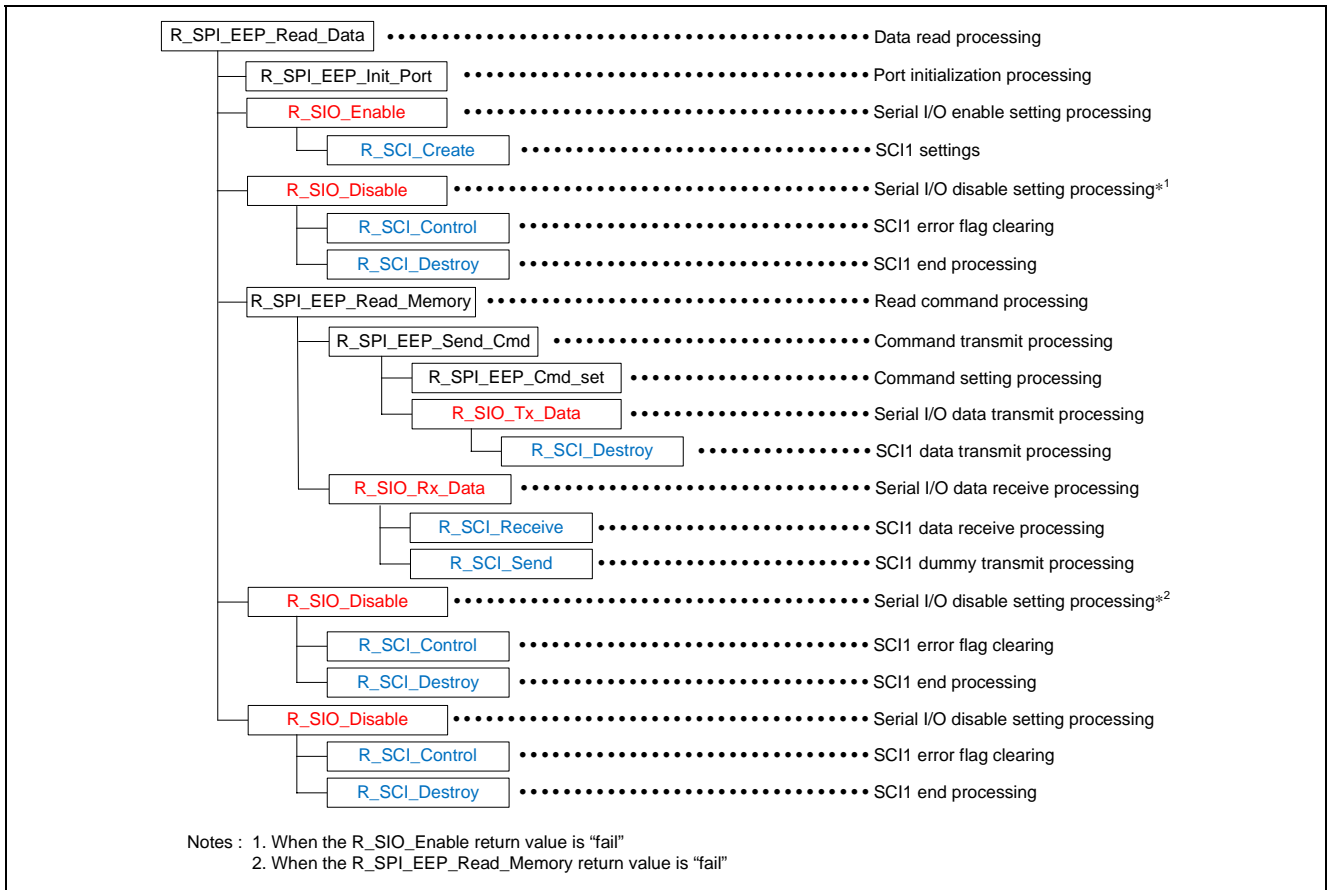 R_SPI_EEP_Read_Data •••••••••••••••••••••••••••••••••••••••• Data read processing
R_SPI_EEP_Init_Port •••••••••••••••••••••••••••••••••• Port initialization processing
R_SIO_Enable •••••••••••••••••••••••••••••••••• Serial I/O enable setting processing
R_SCI_Create ••••••••••••••••••••••••••••• SCI1 settings
R_SIO_Disable ••••••••••••••••••••••••••••••••••• Serial I/O disable setting processing*1
R_SCI_Control ••••••••••••••••••••••••••••• SCI1 error flag clearing
R_SCI_Destroy ••••••••••••••••••••••••••••• SCI1 end processing
R_SPI_EEP_Read_Memory ••••••••••••••••••••••••••••••••• Read command processing
R_SPI_EEP_Send_Cmd •••••••••••••••••••••••••• Command transmit processing
R_SPI_EEP_Cmd_set •••••••••••••••••••• Command setting processing
R_SIO_Tx_Data •••••••••••••••••••• Serial I/O data transmit processing
R_SCI_Destroy •••••••••••••••• SCI1 data transmit processing
R_SIO_Rx_Data ••••••••••••••••••••••••••••• Serial I/O data receive processing
R_SCI_Receive ••••••••••••••••••••••• SCI1 data receive processing
R_SCI_Send ••••••••••••••••••••••• SCI1 dummy transmit processing
R_SIO_Disable ••••••••••••••••••••••••••••••••••• Serial I/O disable setting processing*2
R_SCI_Control ••••••••••••••••••••••••••••• SCI1 error flag clearing
R_SCI_Destroy ••••••••••••••••••••••••••••• SCI1 end processing
R_SIO_Disable ••••••••••••••••••••••••••••••••••• Serial I/O disable setting processing
R_SCI_Control ••••••••••••••••••••••••••••• SCI1 error flag clearing
R_SCI_Destroy ••••••••••••••••••••••••••••• SCI1 end processing
Notes : 1. When the R_SIO_Enable return value is “fail”
2. When the R_SPI_EEP_Read_Memory return value is “fail”